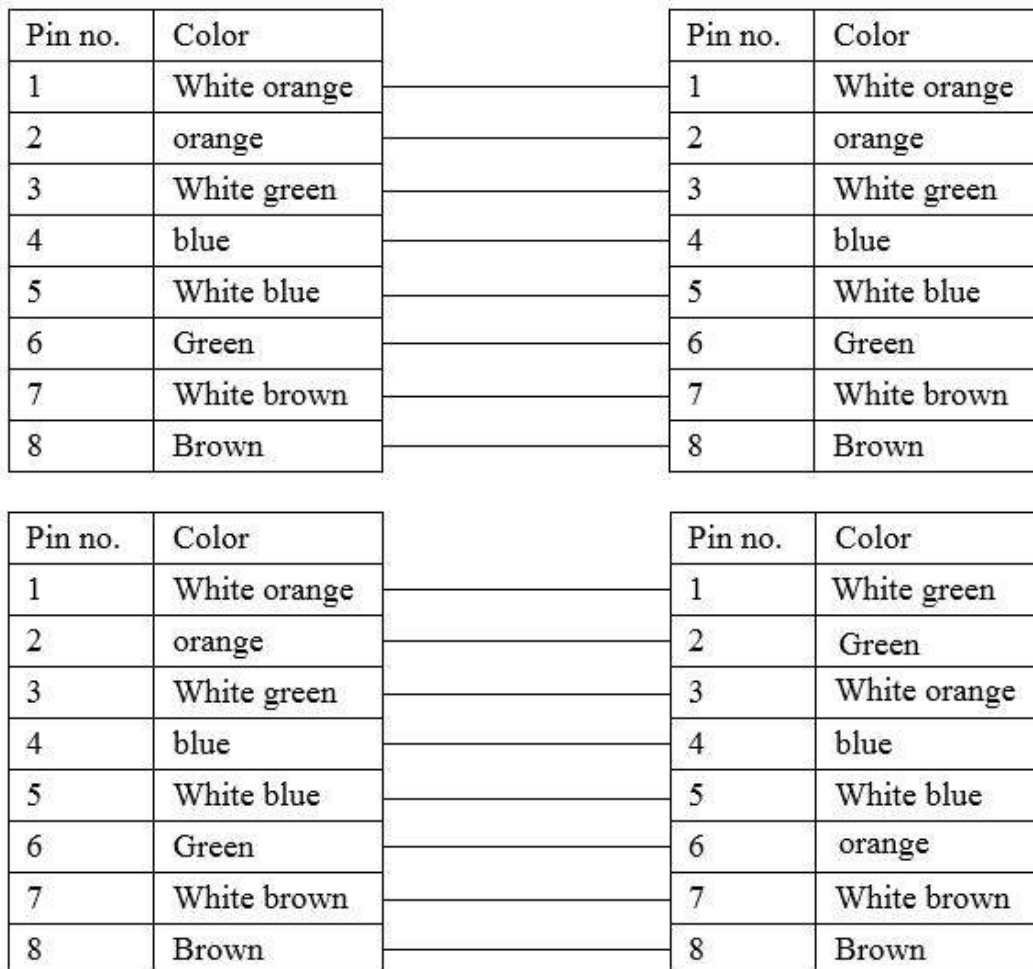 Pin no. Color Pin no. Color
1 White orange 1 White orange
2 orange 2 orange
3 White green 3 White green
4 blue 4 blue
5 White blue 5 White blue
6 Green 6 Green
7 White brown 7 White brown
8 Brown 8 Brown
Pin no. Color Pin no. Color
1 White orange 1 White green
2 orange 2 Green
3 White green 3 White orange
4 blue 4 blue
5 White blue 5 White blue
6 Green 6 orange
7 White brown 7 White brown
8 Brown 8 Brown